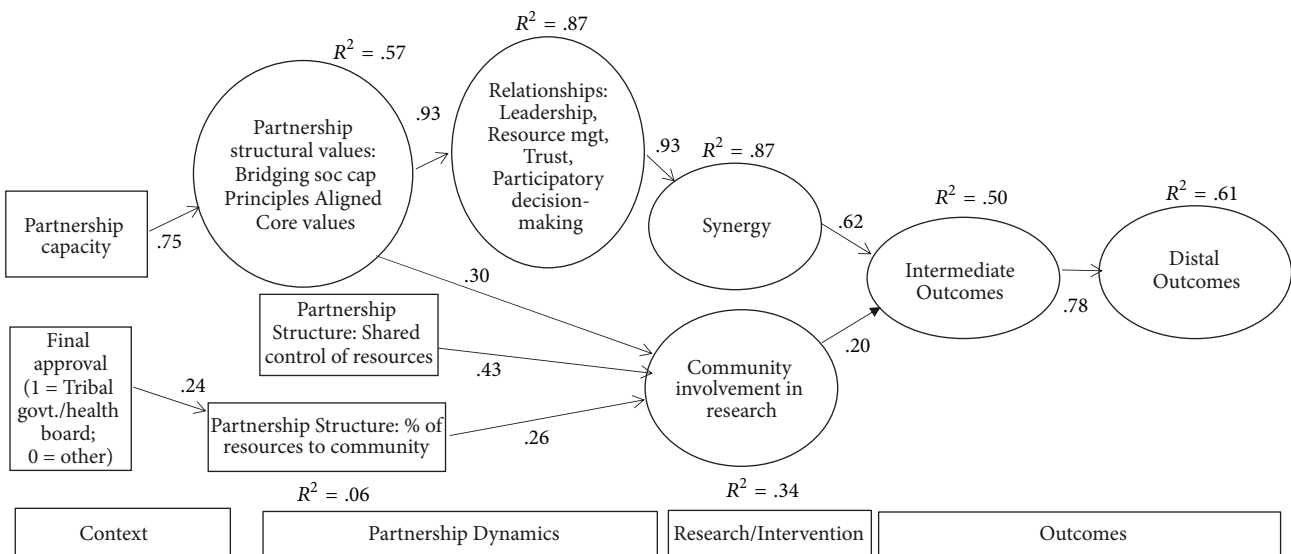 R² = .57
R² = .87
Partnership
structural values:
Bridging soc cap
Principles Aligned
Core values
.93
Relationships:
Leadership,
Resource mgt,
Trust,
Participatory
decision-
making
.93
R² = .87
Synergy
Partnership
capacity
.75
.62
R² = .50
Intermediate
Outcomes
.78
R² = .61
Distal
Outcomes
.30
Partnership
Structure: Shared
control of resources
.43
Final
approval
(1 = Tribal
govt./health
board;
0 = other)
.24
Partnership Structure: % of
resources to community
.26
Community
involvement in
research
.20
R² = .06
R² = .34
Context
Partnership Dynamics
Research/Intervention
Outcomes